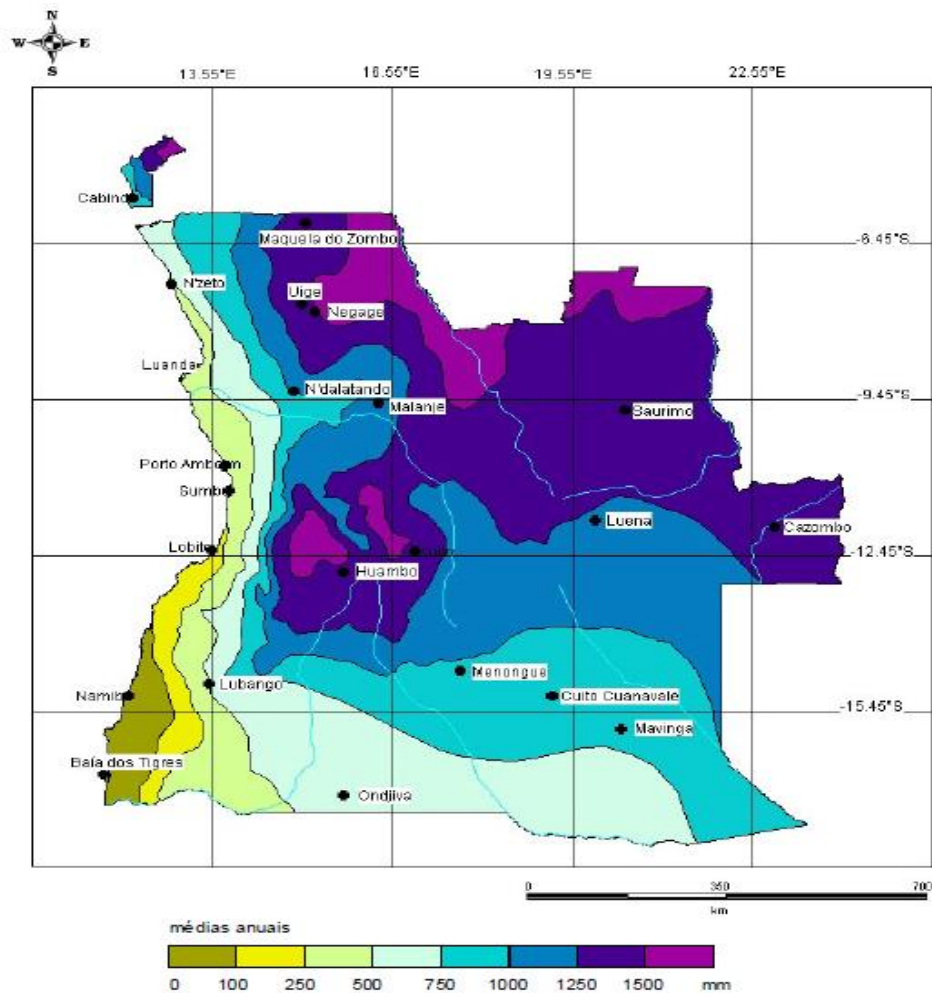 N
W E
S
13.55°E 16.55°E 19.55°E 22.55°E
Cabind
Maquela do Zombo
-6.45°S
N'zeto
Uige
Negage
Luanda
N'dalatando
-9.45°S
Malanje
Saurimo
Porto Amboim
Sumbe
Luena
Cazombo
Lobito
-12.45°S
Huambo
Menongue
Lubango
Cuito Cuanavale
Namib
-15.45°S
Mavinga
Baía dos Tigres
Ondjiva
0 350 700
km
médias anuais
0 100 250 500 750 1000 1250 1500 mm